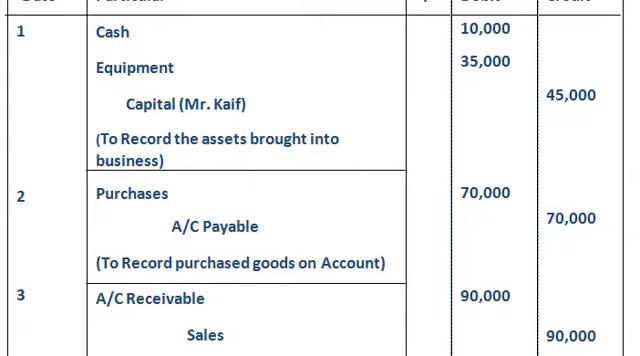 1 Cash 10,000
Equipment 35,000
Capital (Mr. Kaif) 45,000
(To Record the assets brought into
business)
2 Purchases 70,000
A/C Payable 70,000
(To Record purchased goods on Account)
3 A/C Receivable 90,000
Sales 90,000